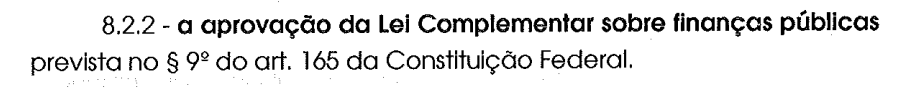 8.2.2 - a aprovação da Lei Complementar sobre finanças públicas
prevista no § 9º do art. 165 da Constituição Federal.